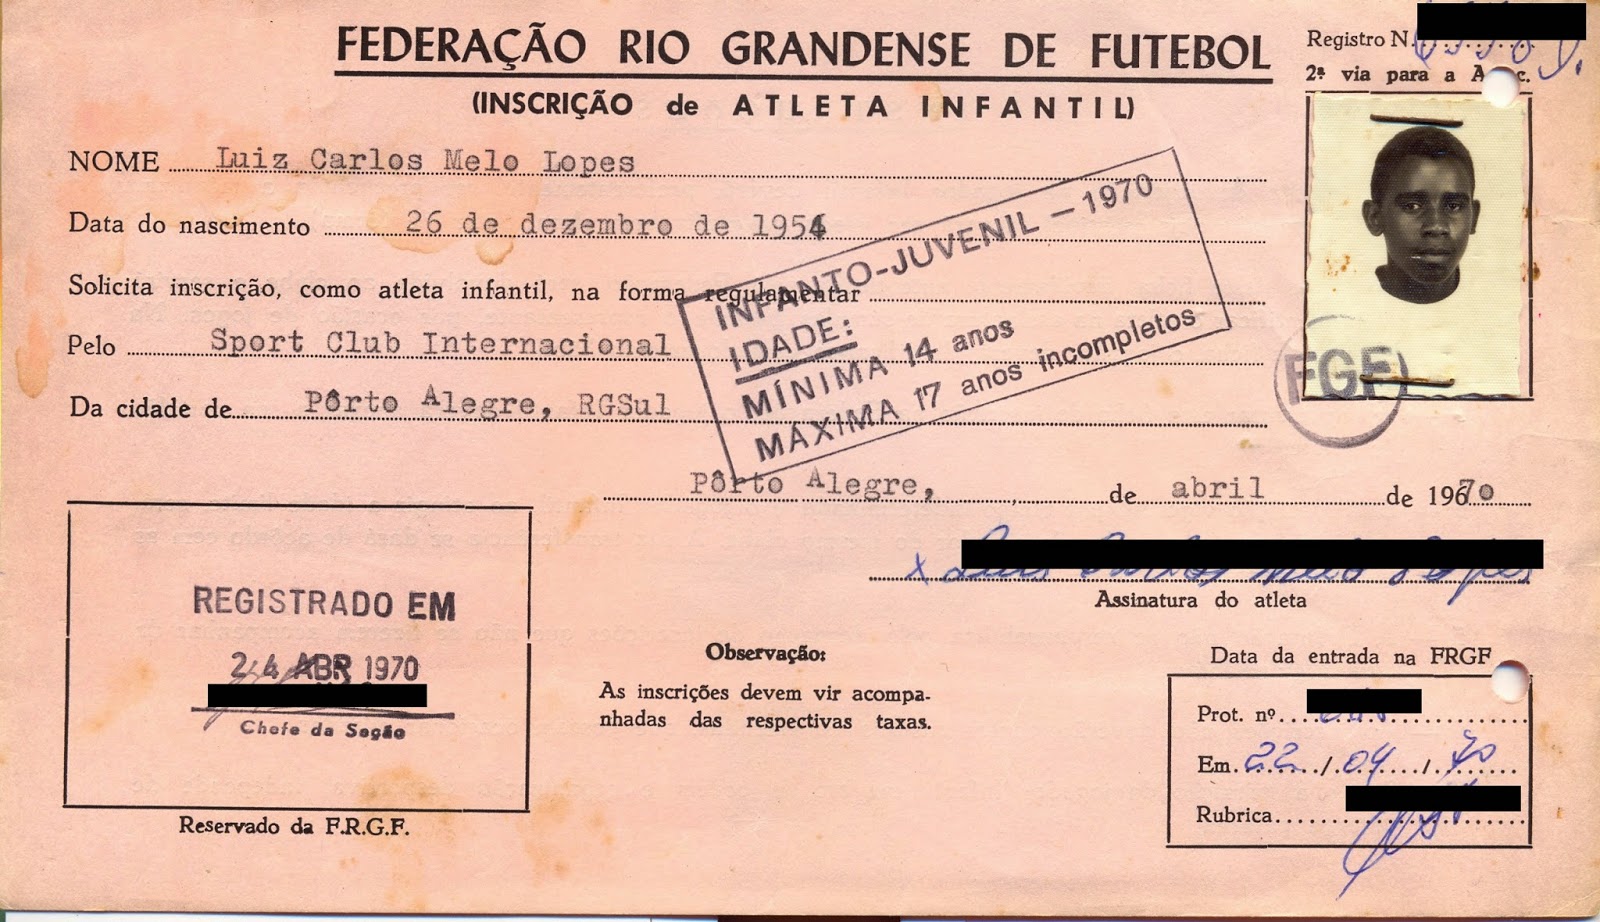 FEDERAÇÃO RIO GRANDENSE DE FUTEBOL
(INSCRIÇÃO de ATLETA INFANTIL)
Registro N.
2ª via para a
NOME Luiz Carlos Melo Lopes
Data do nascimento 26 de dezembro de 1954
Solicita inscrição, como atleta infantil, na forma regulamentar
Pelo Sport Club Internacional
Da cidade de Pôrto Alegre, RGSul
INFANTO-JUVENIL — 1970
IDADE:
MÍNIMA 14 anos
MÁXIMA 17 anos incompletos
FGF
Pôrto Alegre, de abril de 1970
x
Assinatura do atleta
REGISTRADO EM
24 ABR 1970
Chefe da Seção
Reservado da F.R.G.F.
Observação:
As inscrições devem vir acompa-
nhadas das respectivas taxas.
Data da entrada na FRGF
Prot. nº
Em. 22 / 04 / 70
Rubrica